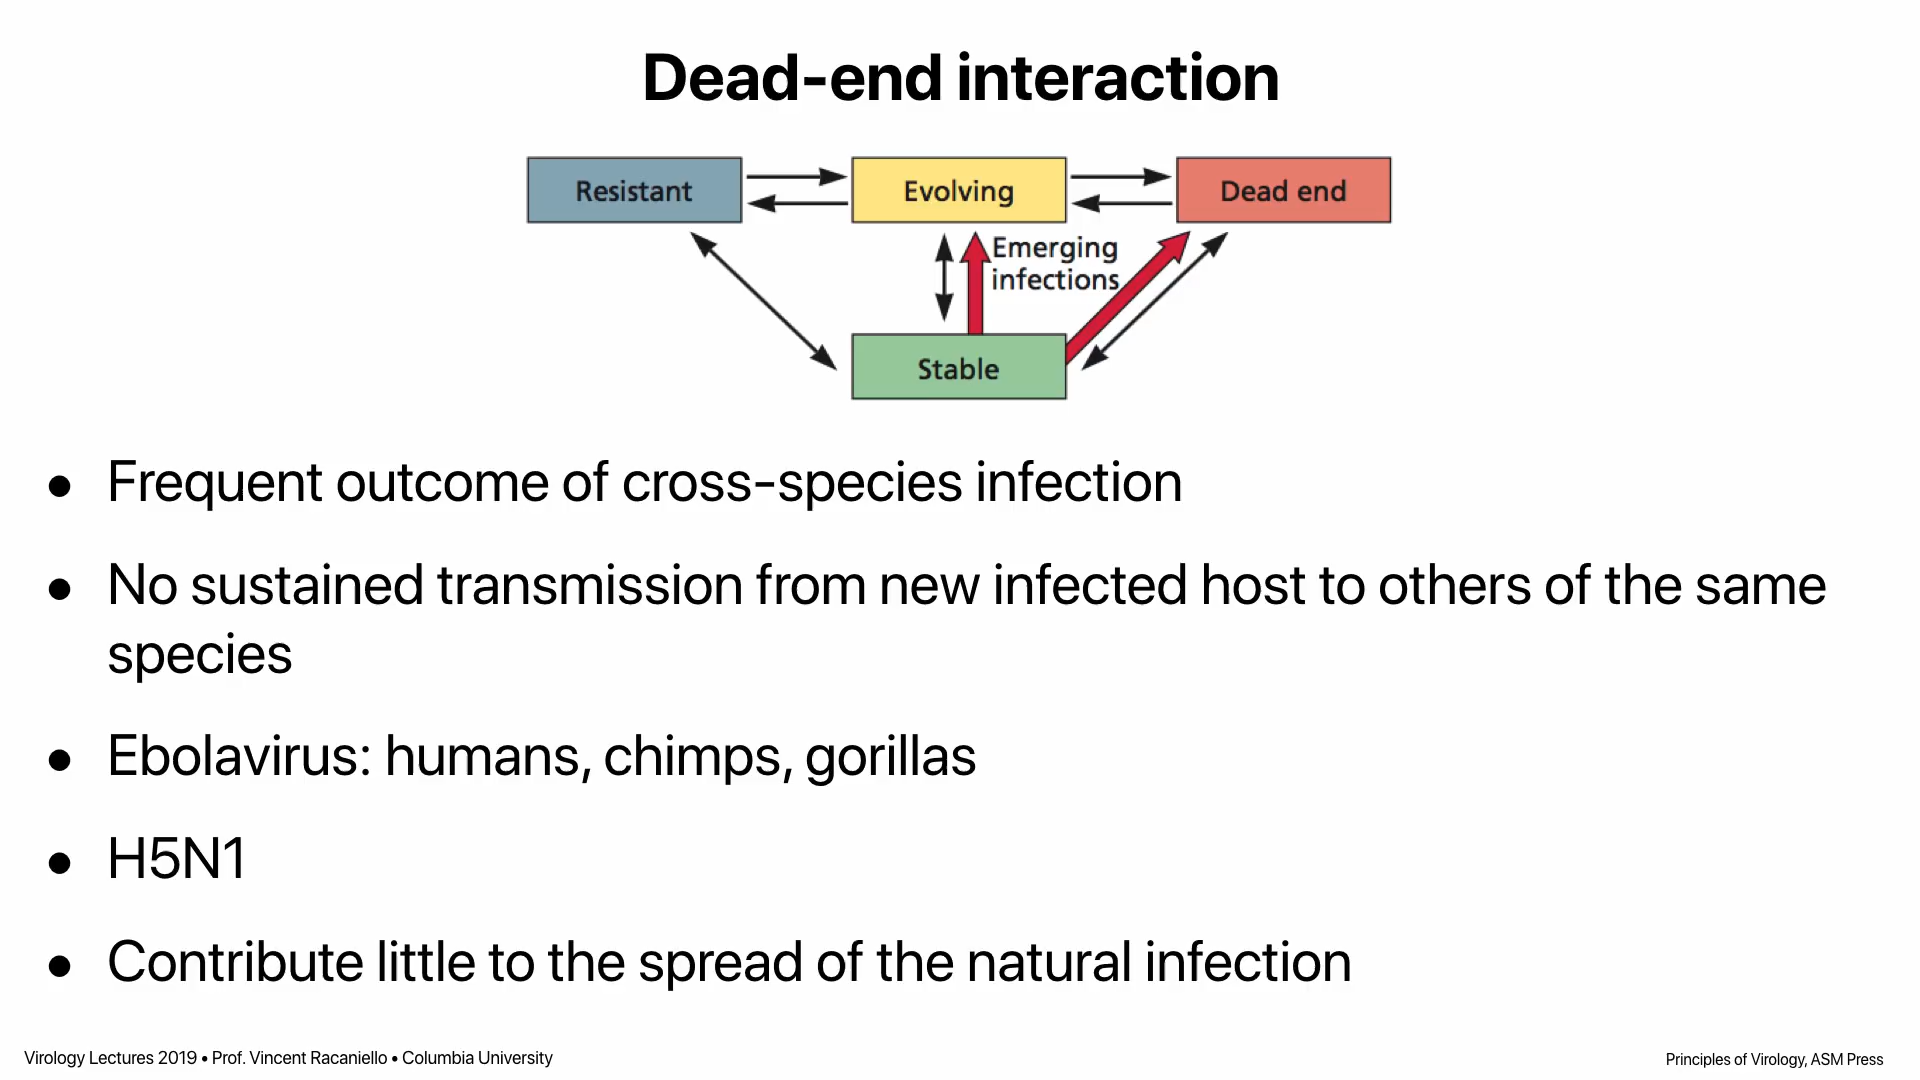 Dead-end interaction
Resistant
Evolving
Dead end
Emerging
infections
Stable
• Frequent outcome of cross-species infection
• No sustained transmission from new infected host to others of the same
species
• Ebolavirus: humans, chimps, gorillas
• H5N1
• Contribute little to the spread of the natural infection
Virology Lectures 2019 • Prof. Vincent Racaniello • Columbia University
Principles of Virology, ASM Press